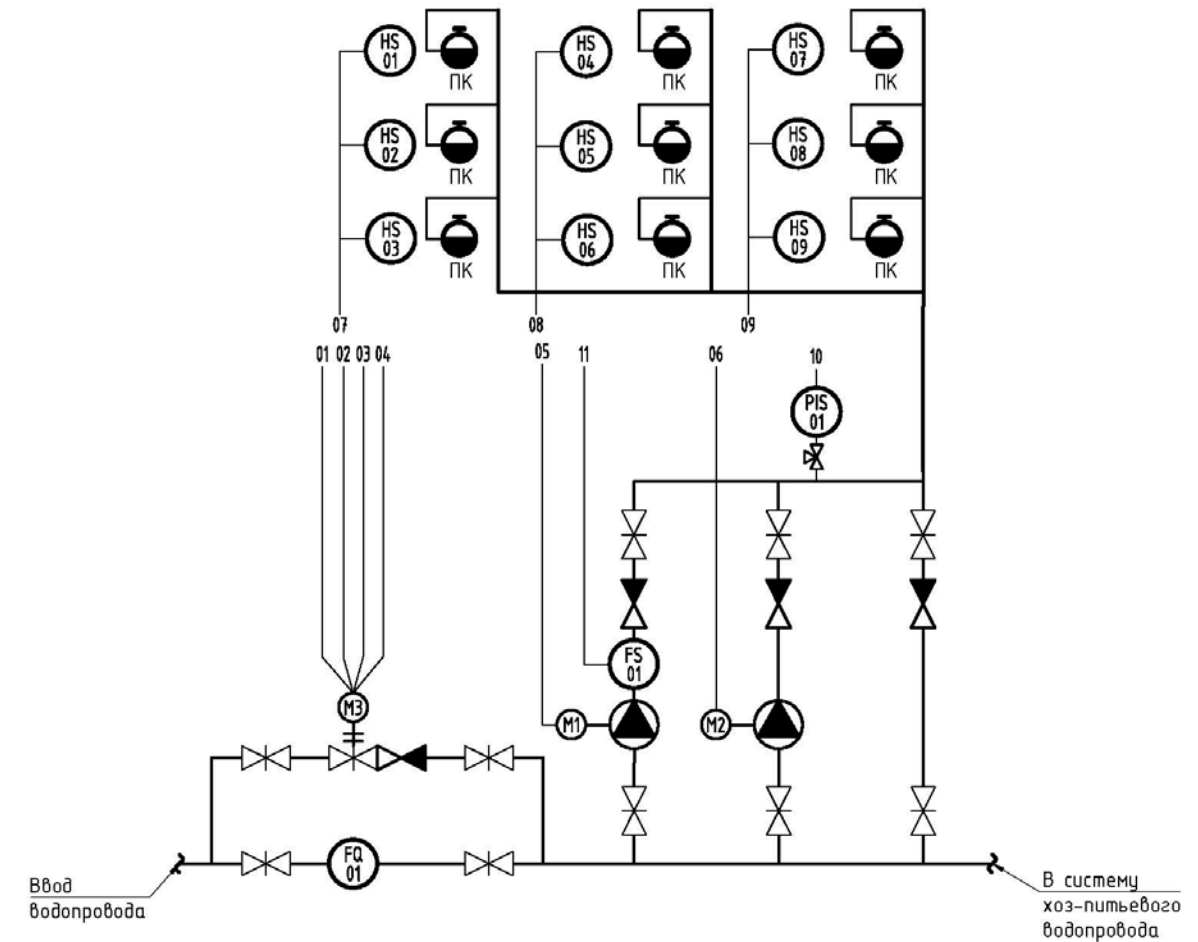 HS
01
ПК
HS
04
ПК
HS
07
ПК
HS
02
ПК
HS
05
ПК
HS
08
ПК
HS
03
ПК
HS
06
ПК
HS
09
ПК
07
08
09
01 02 03 04
05
11
06
10
PIS
01
FS
01
M3
M1
M2
FQ
01
Ввод
водопровода
В систему
хоз-питьевого
водопровода